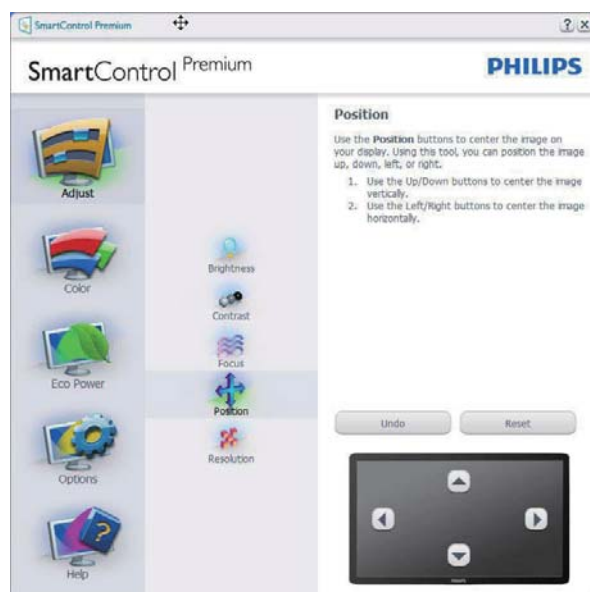 SmartControl Premium
? x
SmartControl Premium
PHILIPS
Adjust
Color
Eco Power
Options
Help
Brightness
Contrast
Focus
Position
Resolution
Position
Use the Position buttons to center the image on
your display. Using this tool, you can position the image
up, down, left, or right.
1. Use the Up/Down buttons to center the image
vertically.
2. Use the Left/Right buttons to center the image
horizontally.
Undo
Reset